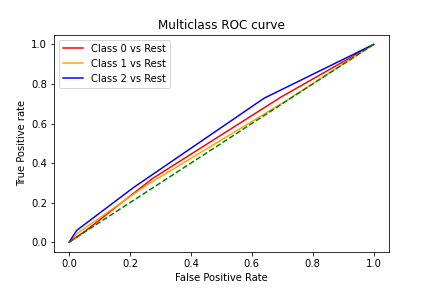 Multiclass ROC curve
Class 0 vs Rest
Class 1 vs Rest
Class 2 vs Rest
True Positive rate
1.0
0.8
0.6
0.4
0.2
0.0
0.0 0.2 0.4 0.6 0.8 1.0
False Positive Rate